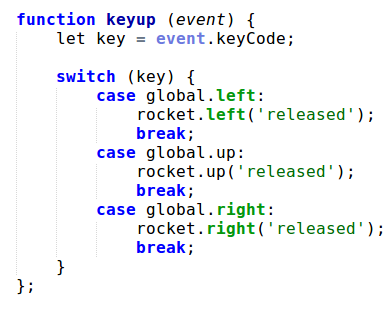 function keyup (event) {
    let key = event.keyCode;

    switch (key) {
        case global.left:
            rocket.left('released');
            break;
        case global.up:
            rocket.up('released');
            break;
        case global.right:
            rocket.right('released');
            break;
    }
};